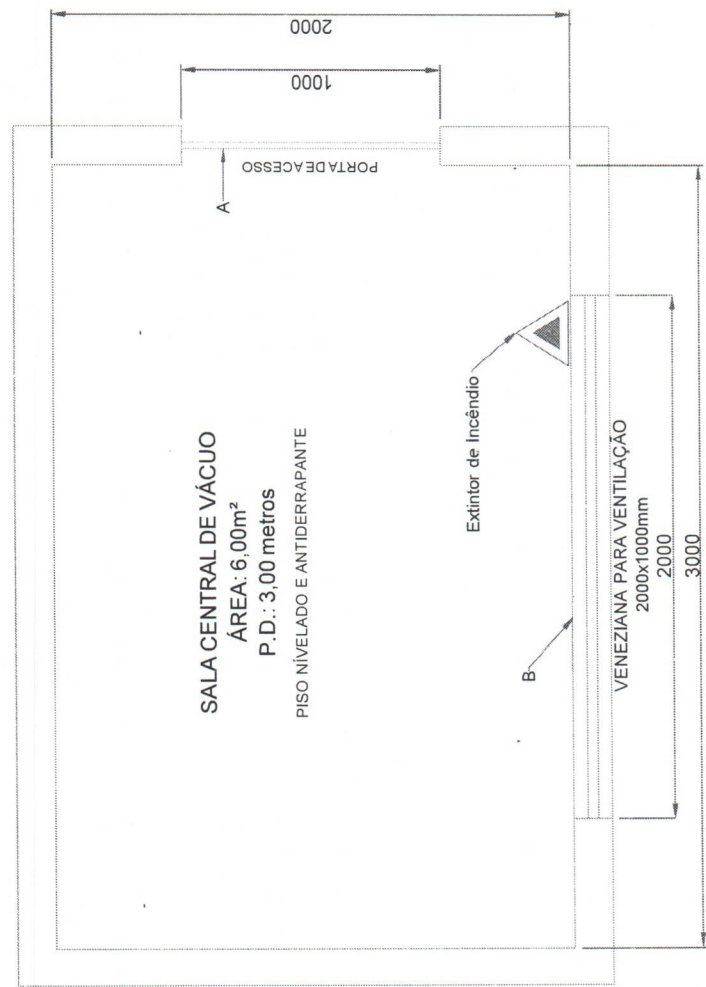 2000
1000
PORTA DE ACESSO
A
SALA CENTRAL DE VÁCUO
ÁREA: 6,00m²
P.D.: 3,00 metros
PISO NÍVELADO E ANTIDERRAPANTE
Extintor de Incêndio
B
VENEZIANA PARA VENTILAÇÃO
2000x1000mm
2000
3000